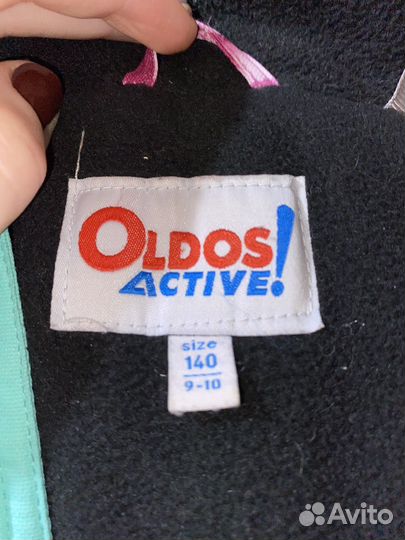 OLDOS
ACTIVE!
size
140
9-10
Avito